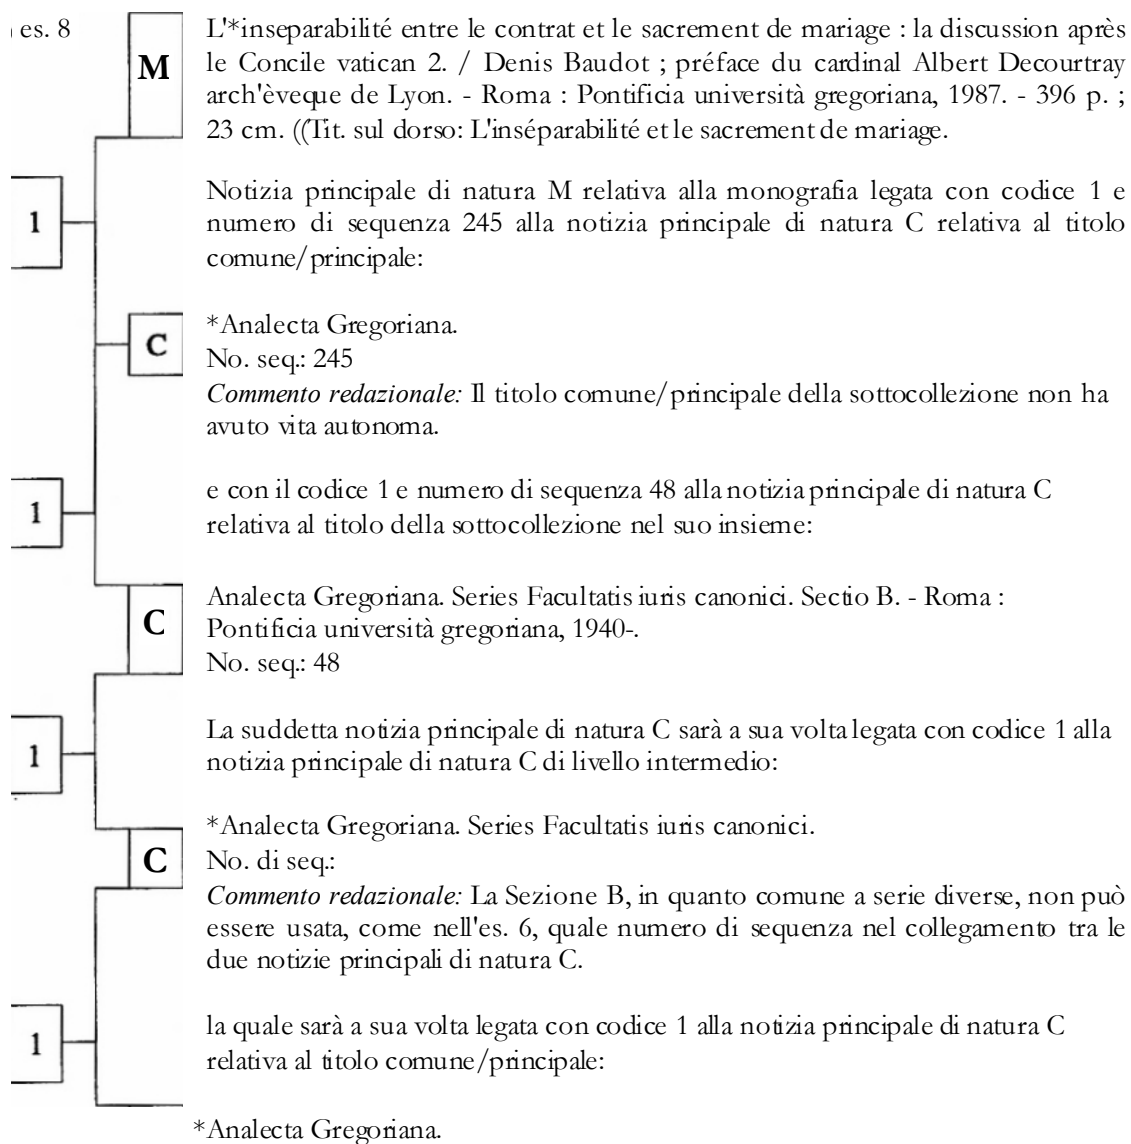 es. 8
M
L'*inseparabilité entre le contrat et le sacrement de mariage : la discussion après
le Concile vatican 2. / Denis Baudot ; préface du cardinal Albert Decourtray
arch'èveque de Lyon. - Roma : Pontificia università gregoriana, 1987. - 396 p. ;
23 cm. ((Tit. sul dorso: L'inséparabilité et le sacrement de mariage.
1
Notizia principale di natura M relativa alla monografia legata con codice 1 e
numero di sequenza 245 alla notizia principale di natura C relativa al titolo
comune/principale:
C
*Analecta Gregoriana.
No. seq.: 245
Commento redazionale: Il titolo comune/principale della sottocollezione non ha
avuto vita autonoma.
1
e con il codice 1 e numero di sequenza 48 alla notizia principale di natura C
relativa al titolo della sottocollezione nel suo insieme:
C
Analecta Gregoriana. Series Facultatis iuris canonici. Sectio B. - Roma :
Pontificia università gregoriana, 1940-.
No. seq.: 48
1
La suddetta notizia principale di natura C sarà a sua volta legata con codice 1 alla
notizia principale di natura C di livello intermedio:
C
*Analecta Gregoriana. Series Facultatis iuris canonici.
No. di seq.:
Commento redazionale: La Sezione B, in quanto comune a serie diverse, non può
essere usata, come nell'es. 6, quale numero di sequenza nel collegamento tra le
due notizie principali di natura C.
1
la quale sarà a sua volta legata con codice 1 alla notizia principale di natura C
relativa al titolo comune/principale:
*Analecta Gregoriana.